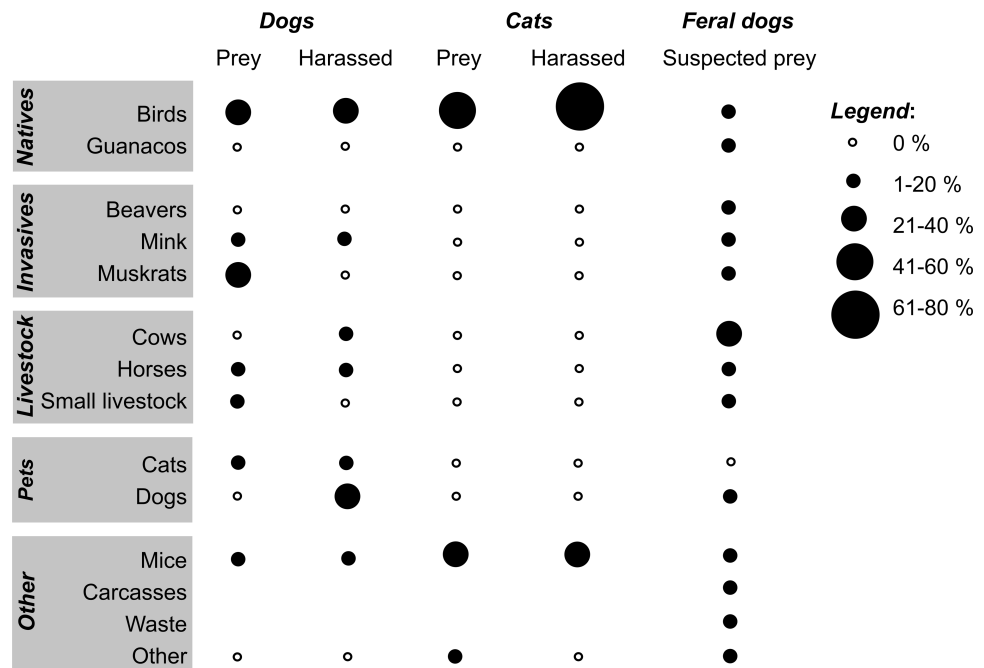 Dogs Cats Feral dogs
Prey Harassed Prey Harassed Suspected prey
Natives
Birds
Guanacos
Invasives
Beavers
Mink
Muskrats
Livestock
Cows
Horses
Small livestock
Pets
Cats
Dogs
Other
Mice
Carcasses
Waste
Other
Legend:
0 %
1-20 %
21-40 %
41-60 %
61-80 %